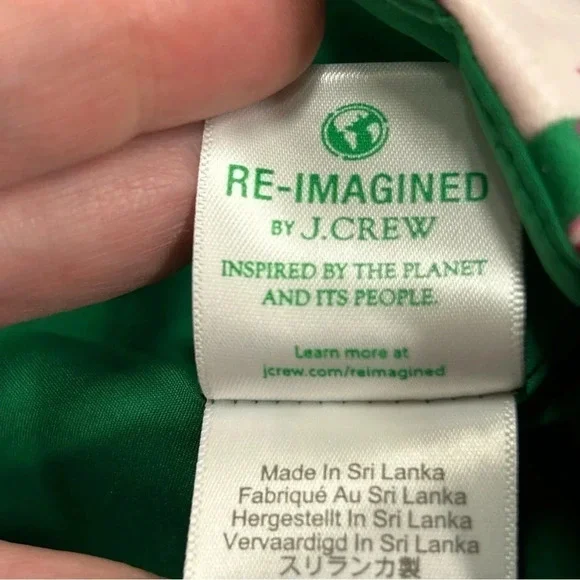 RE-IMAGINED
BY J.CREW
INSPIRED BY THE PLANET
AND ITS PEOPLE.
Learn more at
jcrew.com/reimagined
Made In Sri Lanka
Fabriqué Au Sri Lanka
Hergestellt In Sri Lanka
Vervaardigd In Sri Lanka
スリランカ製